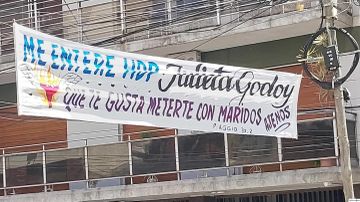 ME ENTERE HDP Julieta Godoy
QUE TE GUSTA METERTE CON MARIDOS AJENOS